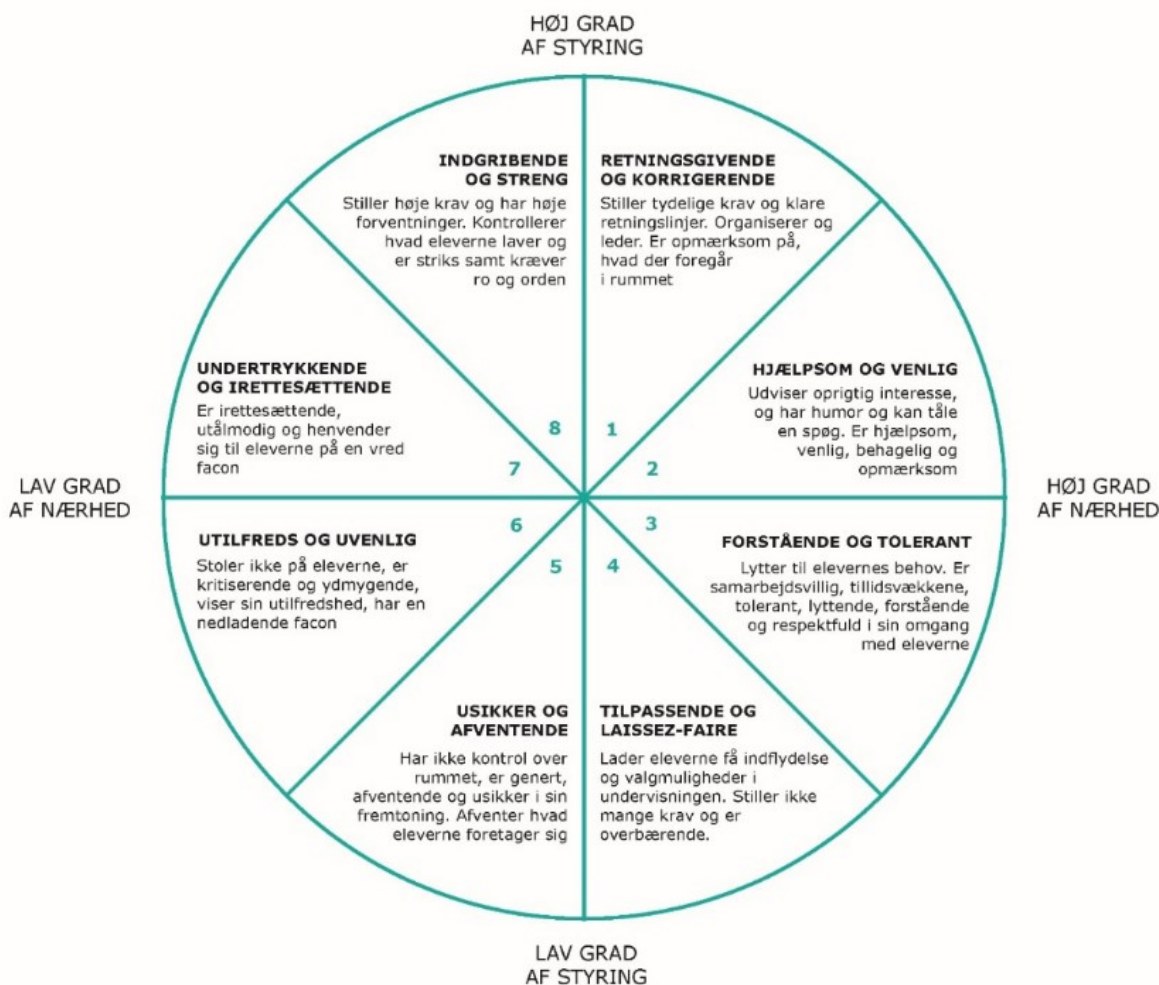 HØJ GRAD
AF STYRING
INDGRIBENDE
OG STRENG
Stiller høje krav og har høje
forventninger. Kontrollerer
hvad eleverne laver og
er striks samt kræver
ro og orden
RETNINGSGIVENDE
OG KORRIGERENDE
Stiller tydelige krav og klare
retningslinjer. Organiserer og
leder. Er opmærksom på,
hvad der foregår
i rummet
UNDERTRYKKENDE
OG IRETTESÆTTENDE
Er irettesættende,
utålmodig og henvender
sig til eleverne på en vred
facon
HJÆLPSOM OG VENLIG
Udviser oprigtig interesse,
og har humor og kan tåle
en spøg. Er hjælpsom,
venlig, behagelig og
opmærksom
8
1
7
2
LAV GRAD
AF NÆRHED
HØJ GRAD
AF NÆRHED
6
3
5
4
UTILFREDS OG UVENLIG
Stoler ikke på eleverne, er
kritiserende og ydmygende,
viser sin utilfredshed, har en
nedladende facon
FORSTÅENDE OG TOLERANT
Lytter til elevernes behov. Er
samarbejdsvillig, tillidsvækkene,
tolerant, lyttende, forstående
og respektfuld i sin omgang
med eleverne
USIKKER OG
AFVENTENDE
Har ikke kontrol over
rummet, er genert,
afventende og usikker i sin
fremtoning. Afventer hvad
eleverne foretager sig
TILPASSENDE OG
LAISSEZ-FAIRE
Lader eleverne få indflydelse
og valgmuligheder i
undervisningen. Stiller ikke
mange krav og er
overbærende.
LAV GRAD
AF STYRING